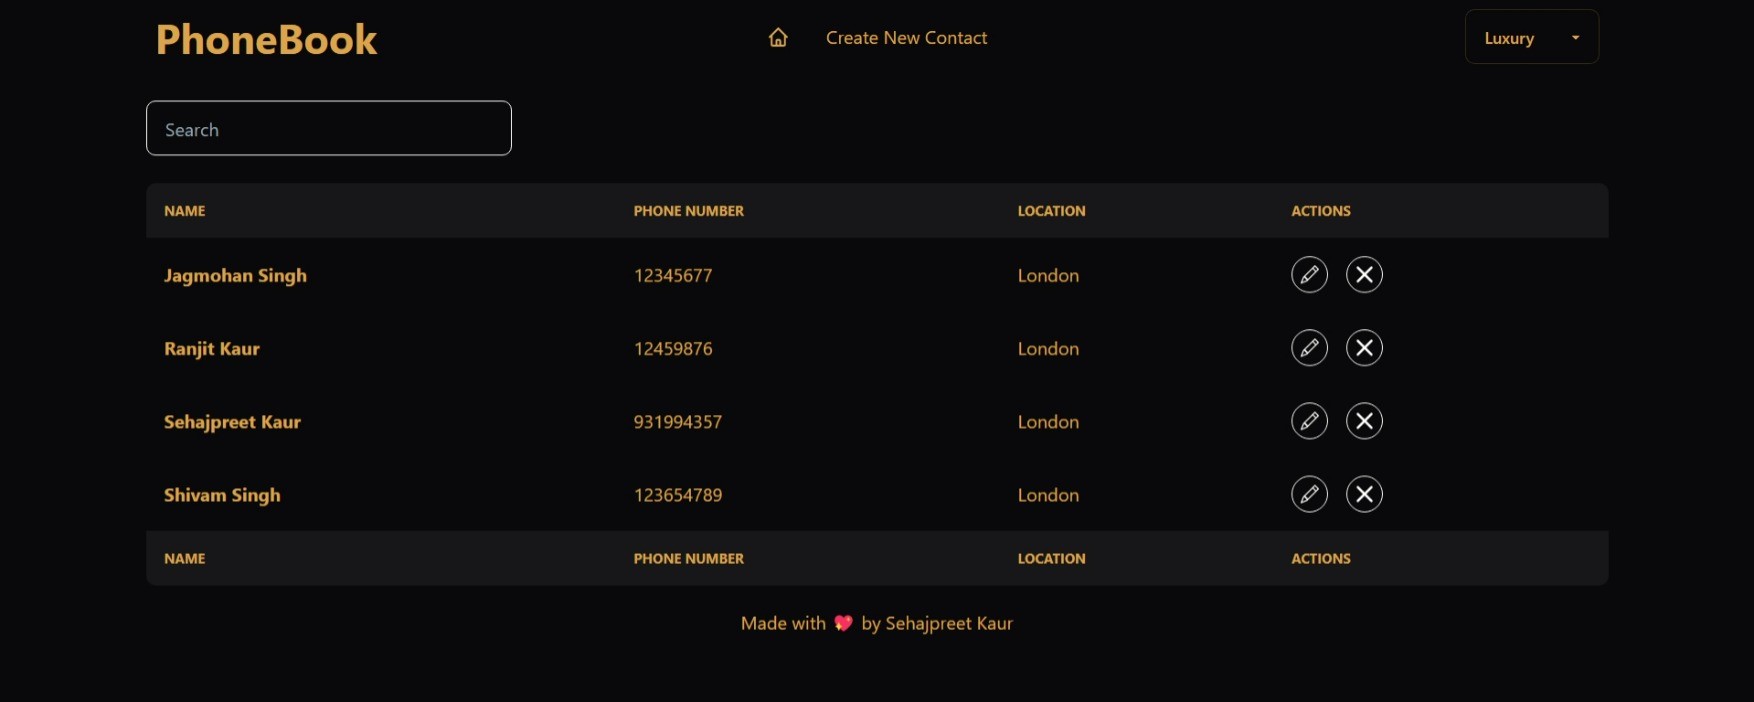 PhoneBook Create New Contact Luxury
Search
NAME PHONE NUMBER LOCATION ACTIONS
Jagmohan Singh 12345677 London
Ranjit Kaur 12459876 London
Sehajpreet Kaur 931994357 London
Shivam Singh 123654789 London
NAME PHONE NUMBER LOCATION ACTIONS
Made with 💖 by Sehajpreet Kaur